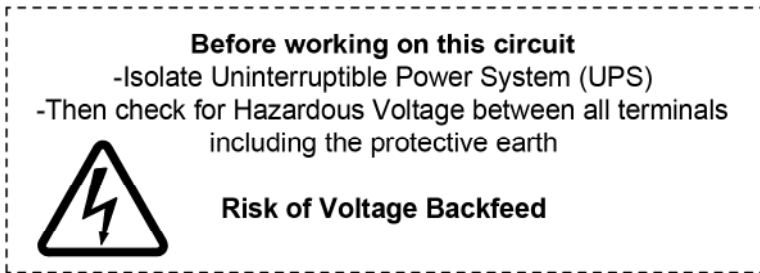 Before working on this circuit
-Isolate Uninterruptible Power System (UPS)
-Then check for Hazardous Voltage between all terminals
including the protective earth
Risk of Voltage Backfeed